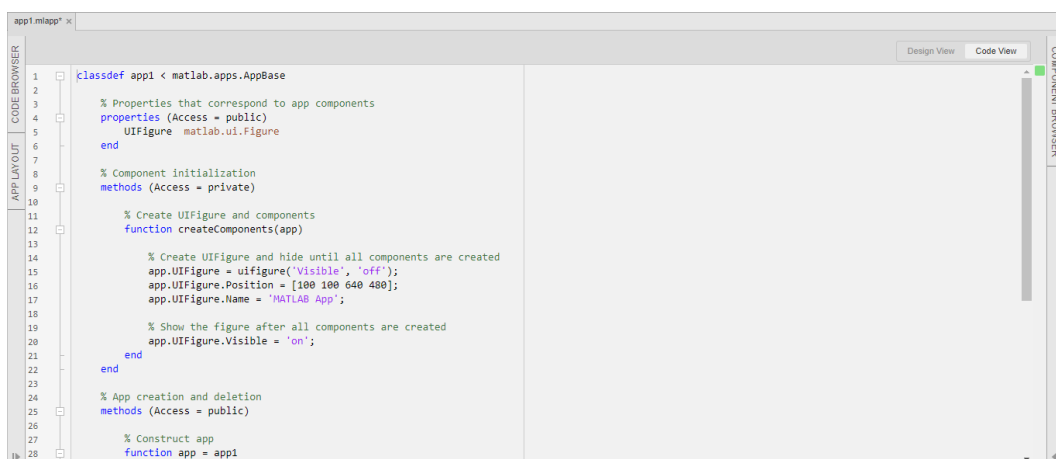 app1.mlapp* ×
Design View Code View
CODE BROWSER
APP LAYOUT
COMPONENT BROWSER
1 classdef app1 < matlab.apps.AppBase
2
3 % Properties that correspond to app components
4 properties (Access = public)
5 UIFigure matlab.ui.Figure
6 end
7
8 % Component initialization
9 methods (Access = private)
10
11 % Create UIFigure and components
12 function createComponents(app)
13
14 % Create UIFigure and hide until all components are created
15 app.UIFigure = uifigure('Visible', 'off');
16 app.UIFigure.Position = [100 100 640 480];
17 app.UIFigure.Name = 'MATLAB App';
18
19 % Show the figure after all components are created
20 app.UIFigure.Visible = 'on';
21 end
22 end
23
24 % App creation and deletion
25 methods (Access = public)
26
27 % Construct app
28 function app = app1